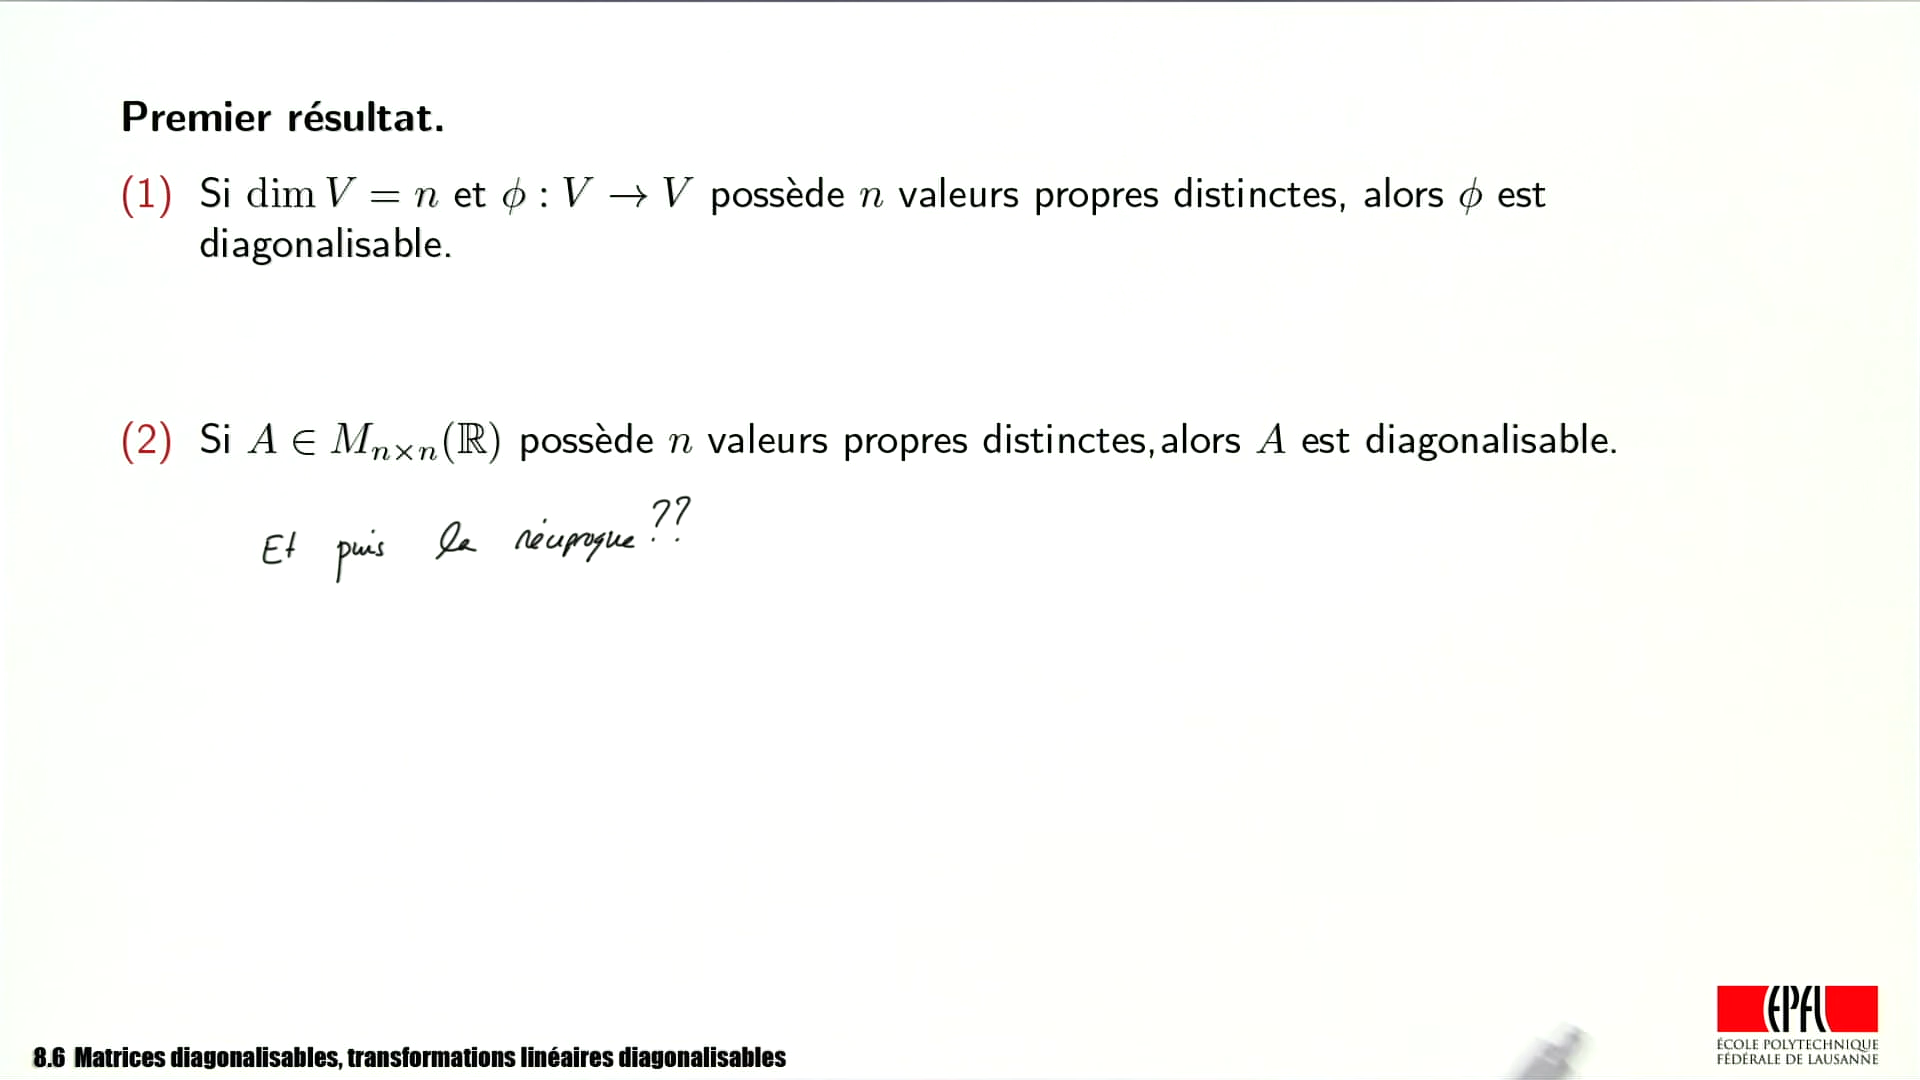 Premier résultat.
(1) Si dim V = n et ϕ : V → V possède n valeurs propres distinctes, alors ϕ est
diagonalisable.
(2) Si A ∈ Mₙₓₙ(ℝ) possède n valeurs propres distinctes, alors A est diagonalisable.
Et puis la réciproque ??
EPFL
ÉCOLE POLYTECHNIQUE
FÉDÉRALE DE LAUSANNE
8.6 Matrices diagonalisables, transformations linéaires diagonalisables